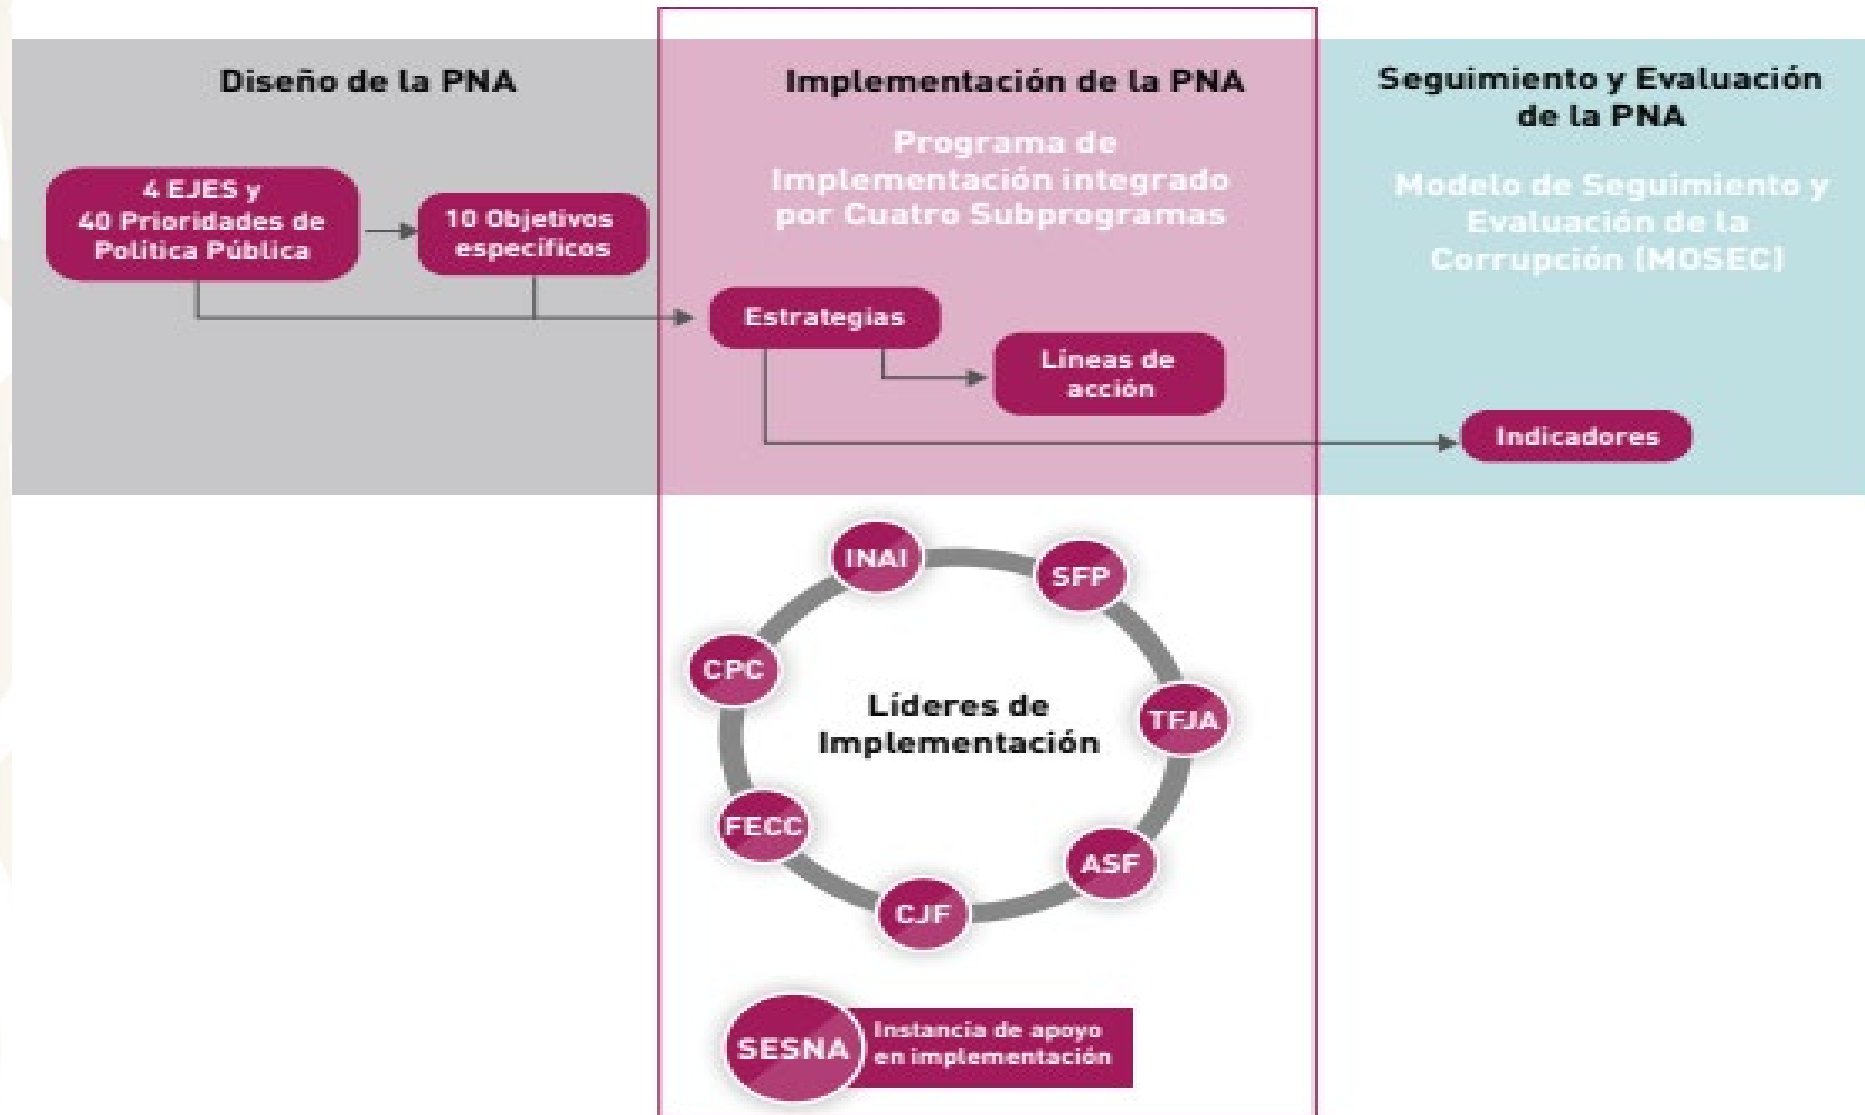 Diseño de la PNA
4 EJES y
40 Prioridades de
Política Pública
10 Objetivos
específicos
Implementación de la PNA
Programa de
Implementación integrado
por Cuatro Subprogramas
Estrategias
Líneas de
acción
Seguimiento y Evaluación
de la PNA
Modelo de Seguimiento y
Evaluación de la
Corrupción (MOSEC)
Indicadores
INAI
SFP
CPC
TFJA
Líderes de
Implementación
FECC
ASF
CJF
SESNA
Instancia de apoyo
en implementación